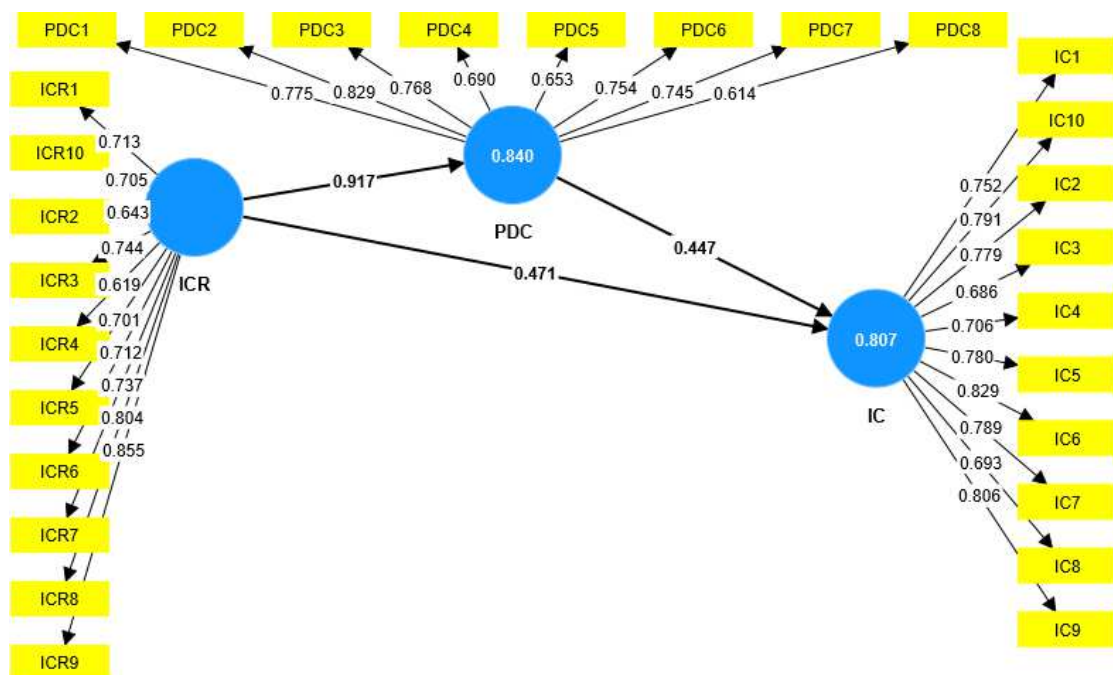 PDC1 PDC2 PDC3 PDC4 PDC5 PDC6 PDC7 PDC8
IC1
ICR1
0.775 0.829 0.768 0.690 0.653 0.754 0.745 0.614
IC10
ICR10
0.713
0.705
0.840
0.752
IC2
ICR2
0.643
0.917
PDC
0.791
0.779
IC3
ICR3
0.744
ICR
0.471
0.447
0.686
IC4
ICR4
0.619
0.701
0.706
0.807
0.780
IC5
ICR5
0.712
0.737
IC
0.829
IC6
ICR6
0.804
0.855
0.789
0.693
0.806
IC7
ICR7
IC8
ICR8
IC9
ICR9